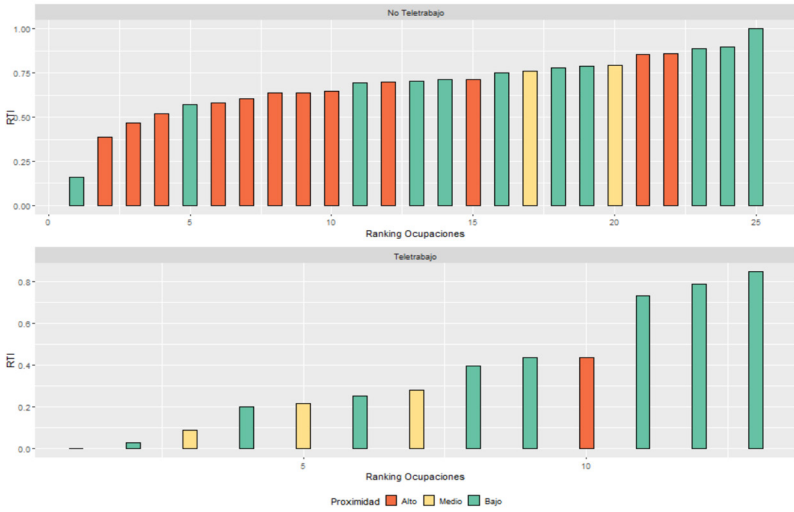 No Teletrabajo
1.00
0.75
0.50
0.25
0.00
RTI
0 5 10 15 20 25
Ranking Ocupaciones
Teletrabajo
0.8
0.6
0.4
0.2
0.0
RTI
5 10
Ranking Ocupaciones
Proximidad Alto Medio Bajo